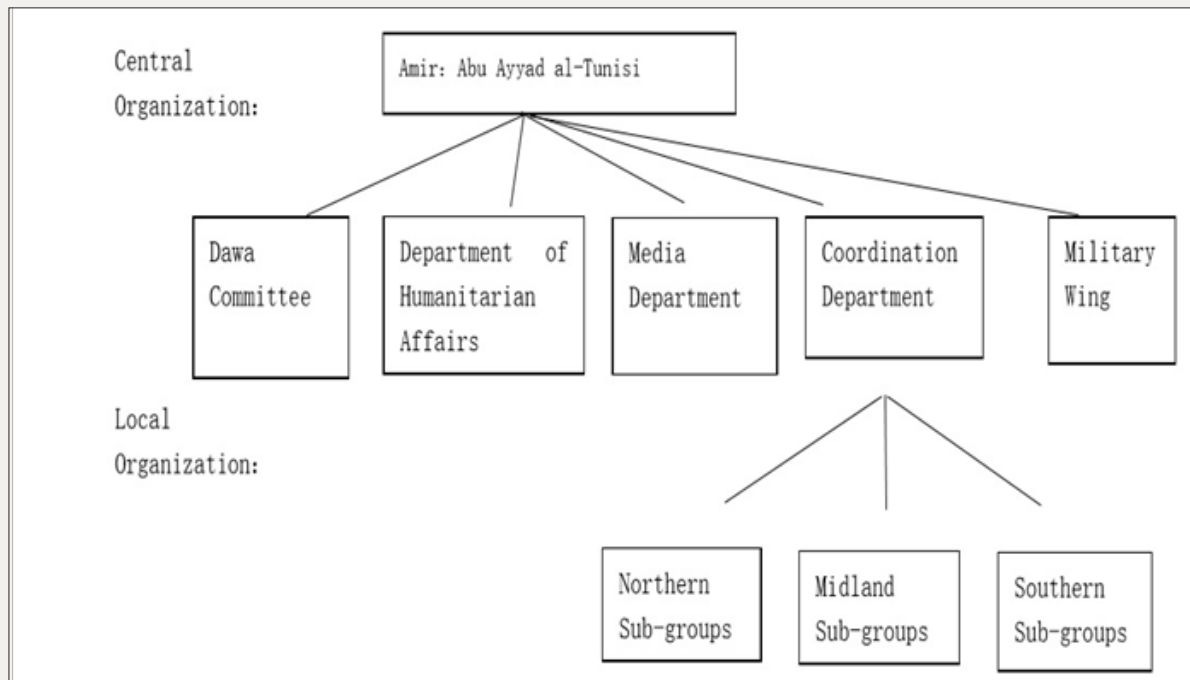 Central
Organization:
Amir: Abu Ayyad al-Tunisi
Dawa
Committee
Department of
Humanitarian
Affairs
Media
Department
Coordination
Department
Military
Wing
Local
Organization:
Northern
Sub-groups
Midland
Sub-groups
Southern
Sub-groups